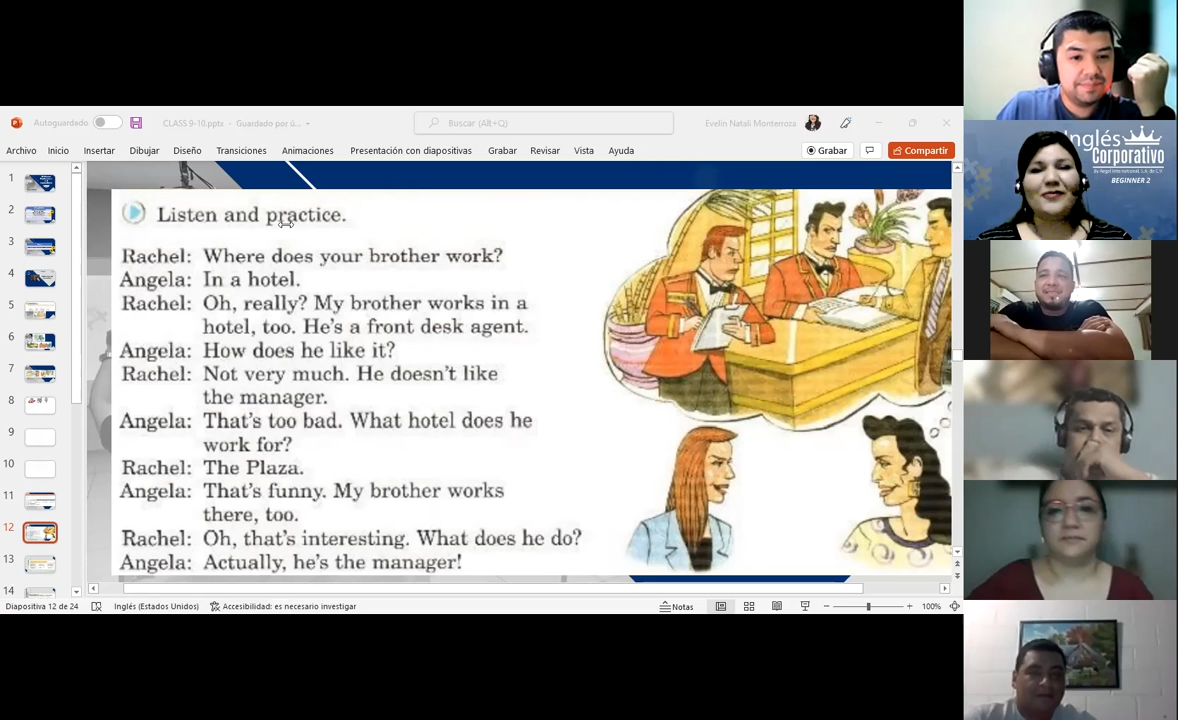 Autoguardado
CLASS 9-10.pptx - Guardado por ú...
Buscar (Alt+Q)
Evelin Natali Monterroza
Archivo Inicio Insertar Dibujar Diseño Transiciones Animaciones Presentación con diapositivas Grabar Revisar Vista Ayuda Grabar Compartir
1
2
3
4
5
6
7
8
9
10
11
12
13
14
Listen and practice.
Rachel: Where does your brother work?
Angela: In a hotel.
Rachel: Oh, really? My brother works in a
hotel, too. He's a front desk agent.
Angela: How does he like it?
Rachel: Not very much. He doesn't like
the manager.
Angela: That's too bad. What hotel does he
work for?
Rachel: The Plaza.
Angela: That's funny. My brother works
there, too.
Rachel: Oh, that's interesting. What does he do?
Angela: Actually, he's the manager!
Diapositiva 12 de 24 Inglés (Estados Unidos) Accesibilidad: es necesario investigar Notas 100%
Inglés
Corporativo
BEGINNER 2